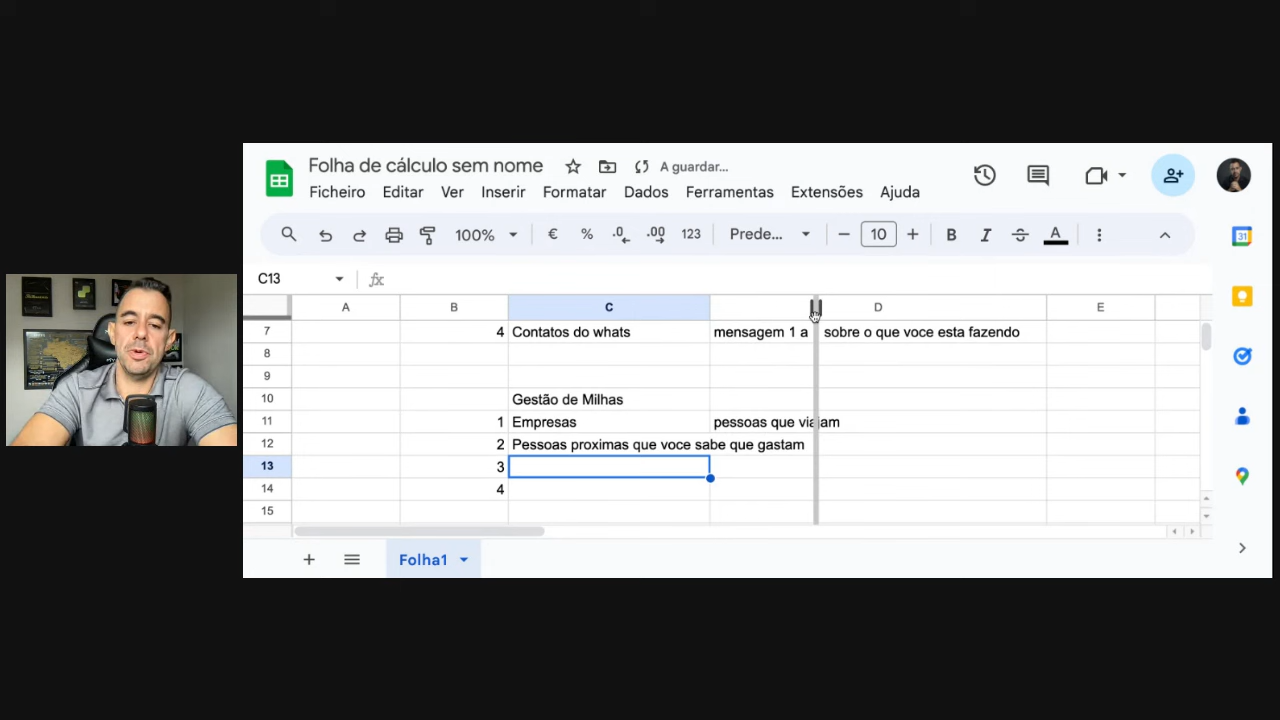 Folha de cálculo sem nome A guardar...
Ficheiro Editar Ver Inserir Formatar Dados Ferramentas Extensões Ajuda
100% € % .0 .00 123 Prede... − 10 + B I S A
C13 fx
A B C D E
7 4 Contatos do whats mensagem 1 a sobre o que voce esta fazendo
8
9
10 Gestão de Milhas
11 1 Empresas pessoas que viajam
12 2 Pessoas proximas que voce sabe que gastam
13 3
14 4
15
+ Folha1
31